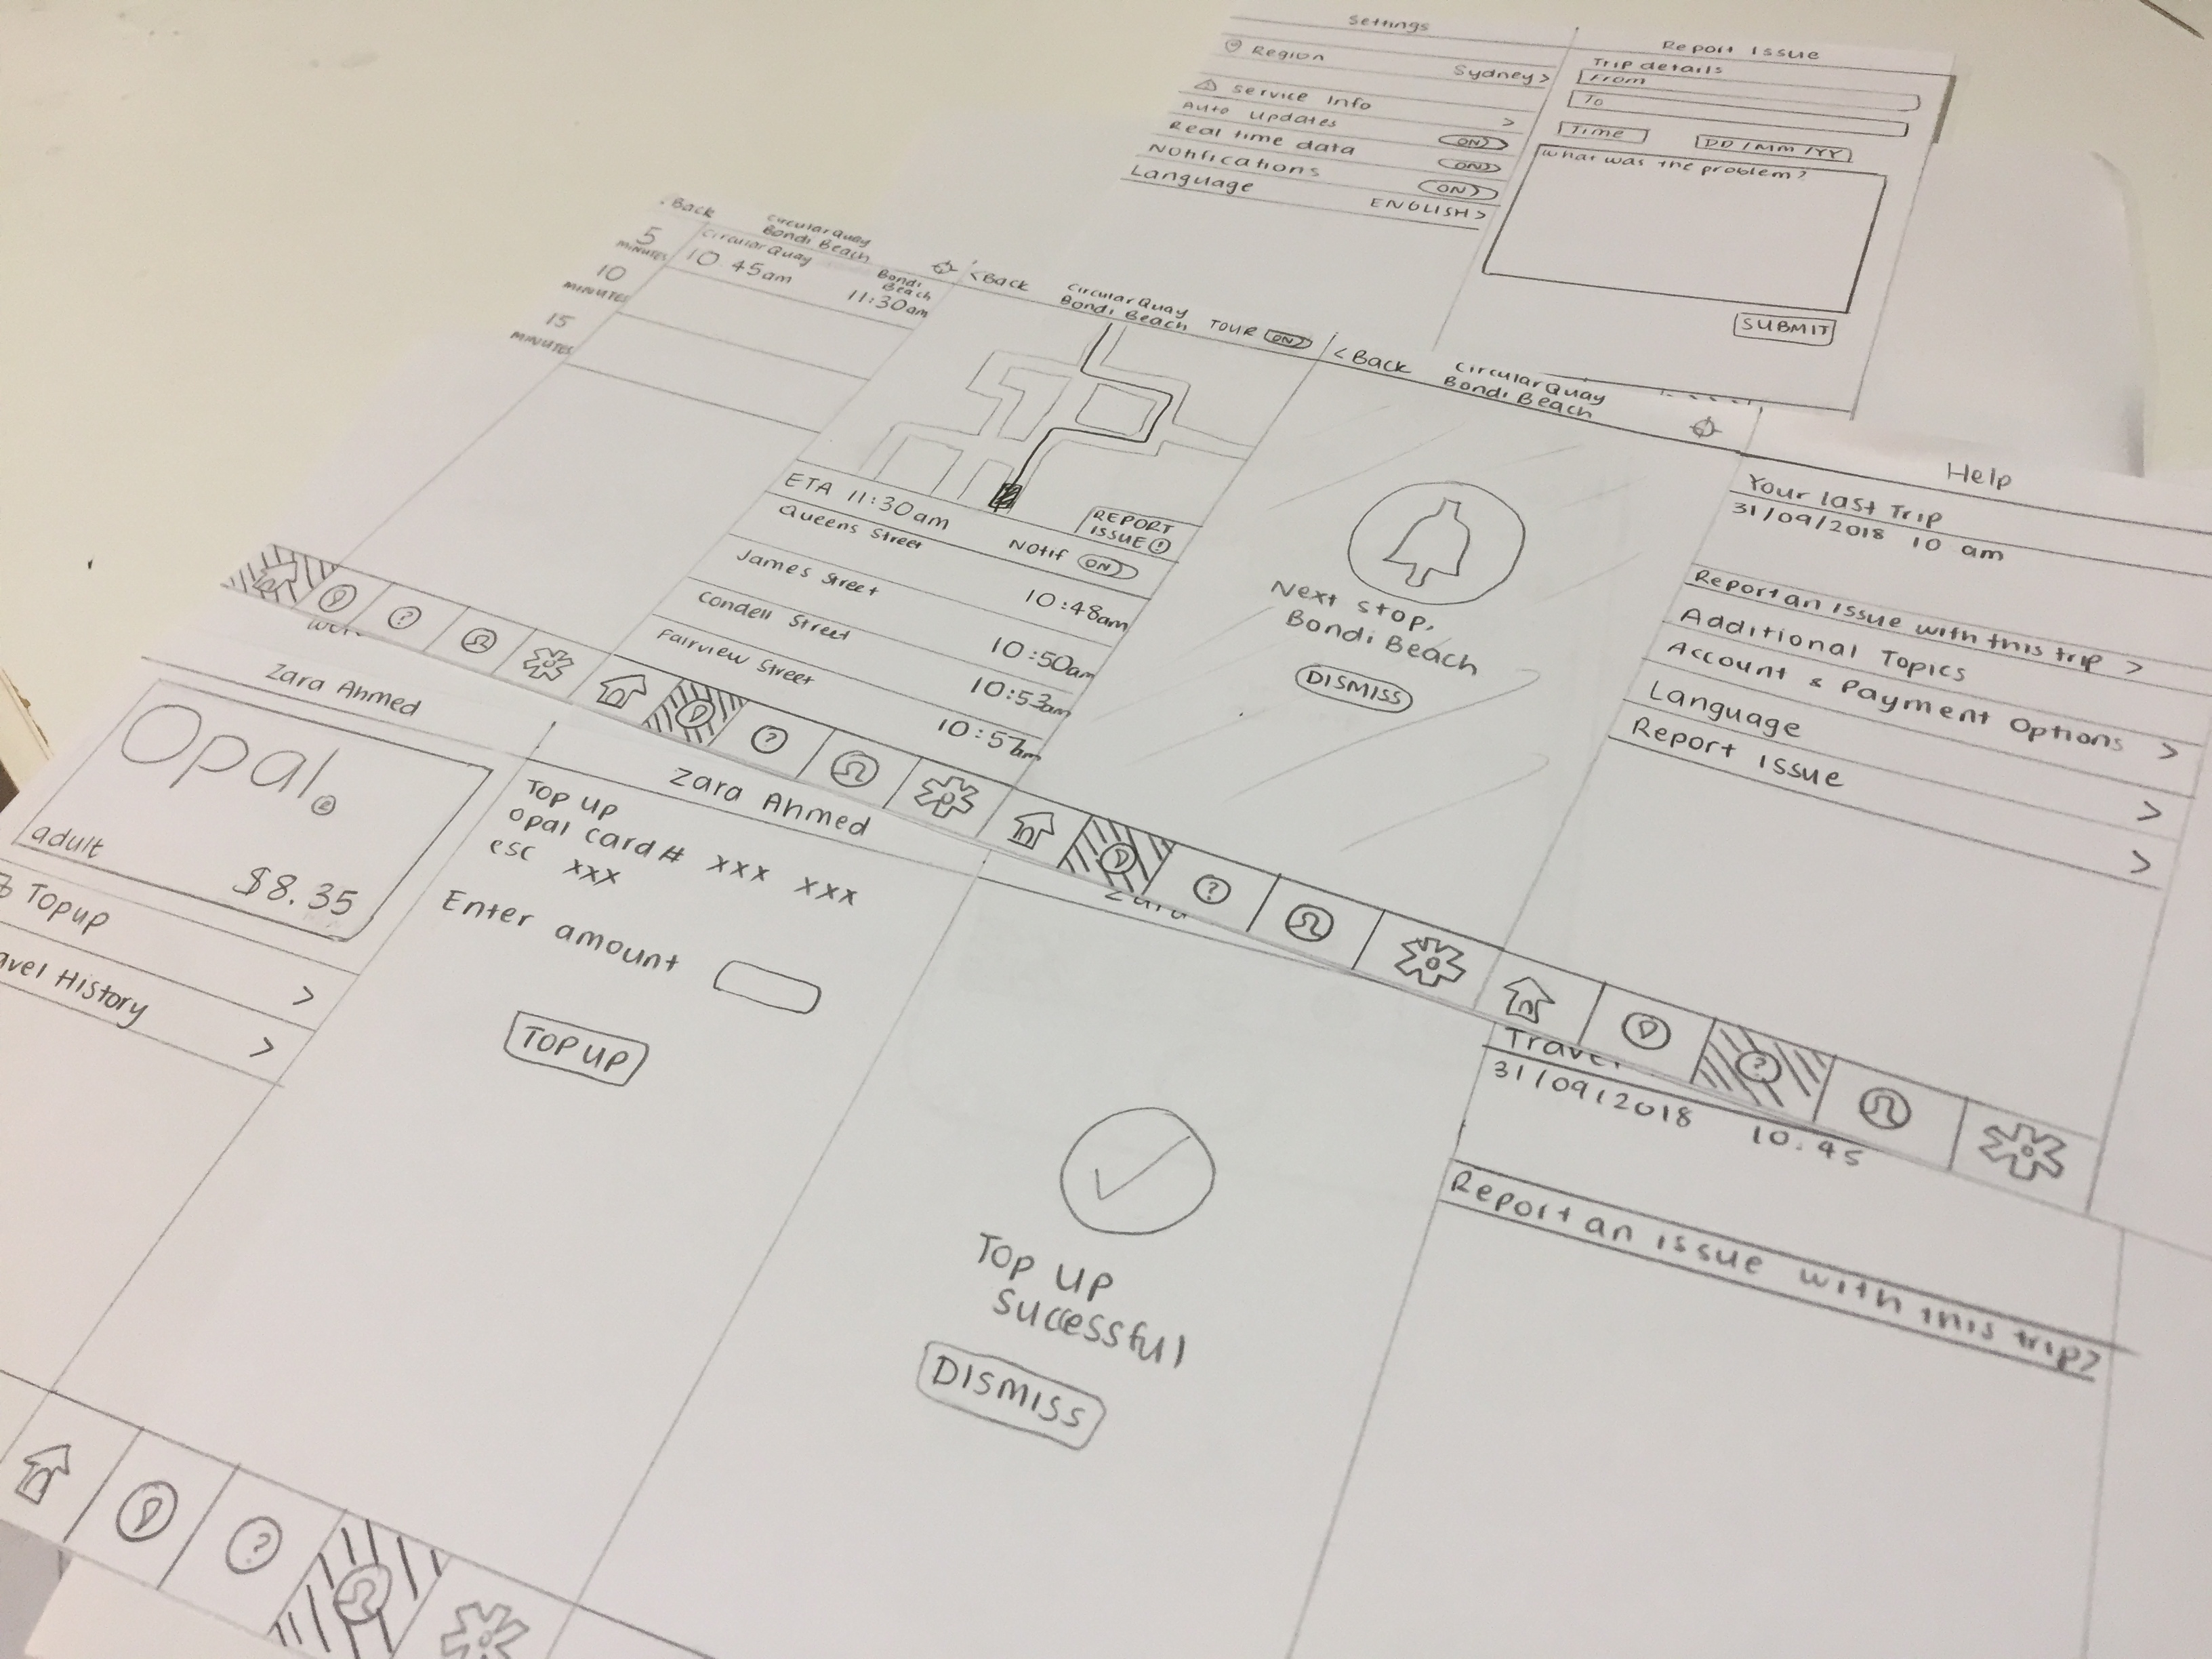 Settings
Region
Sydney >
Service Info
>
Auto Updates
ON
Real time data
ON
Notifications
ON
Language
ENGLISH >
Report Issue
Trip details
From
To
Time
DD/MM/YY
What was the problem?
SUBMIT
Back
Circular Quay
Bondi Beach
5
MINUTES
10
MINUTES
15
MINUTES
Circular Quay
10.45am
Bondi
Beach
11:30am
< Back
Circular Quay
Bondi Beach
TOUR ON
ETA 11:30am
REPORT
ISSUE !
Notif ON
Queens Street
10:48am
James Street
10:50am
Condell Street
10:53am
Fairview Street
10:57am
?
< Back
Circular Quay
Bondi Beach
Next stop,
Bondi Beach
DISMISS
?
Help
Your last Trip
31/09/2018 10 am
Report an issue with this trip >
Additional Topics
Account & Payment Options >
Language >
Report Issue >
?
Zara Ahmed
Opal
adult
$8.35
Topup >
avel History >
?
Zara Ahmed
Top up
opal card # xxx xxx
csc xxx
Enter amount
TOP UP
Top up
successful
DISMISS
31/09/2018 10.45
Report an issue with this trip >
?